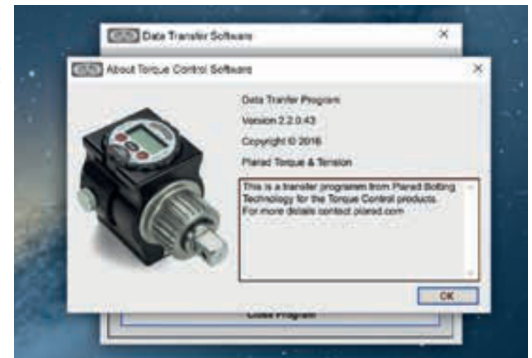 Data Transfer Software
About Torque Control Software
Data Tranfer Program
Version 2.2.0.43
Copyright © 2016
Plarad Torque & Tension
This is a transfer programm from Plarad Bolting
Technology for the Torque Control products.
For more details contact plarad.com
OK
Close Program